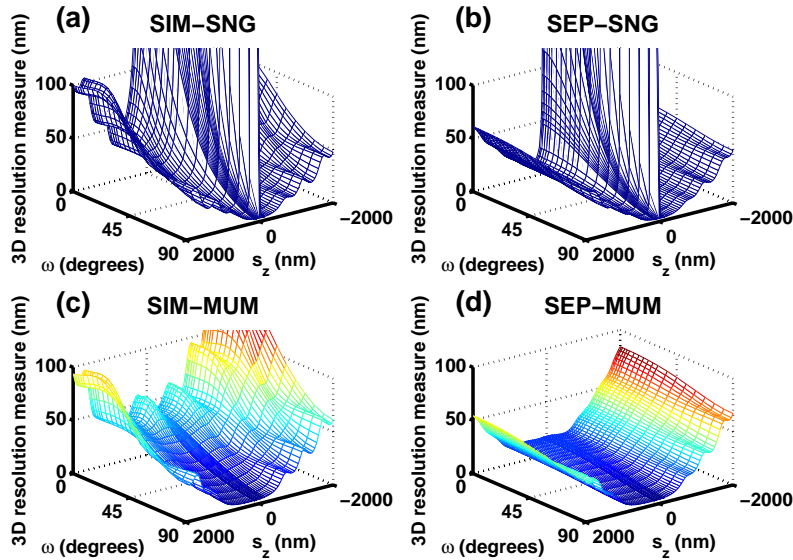 (a) SIM−SNG
3D resolution measure (nm)
100
50
0
0
45
90
ω (degrees)
2000
0
−2000
s_z (nm)
(b) SEP−SNG
3D resolution measure (nm)
100
50
0
0
45
90
ω (degrees)
2000
0
−2000
s_z (nm)
(c) SIM−MUM
3D resolution measure (nm)
100
50
0
0
45
90
ω (degrees)
2000
0
−2000
s_z (nm)
(d) SEP−MUM
3D resolution measure (nm)
100
50
0
0
45
90
ω (degrees)
2000
0
−2000
s_z (nm)